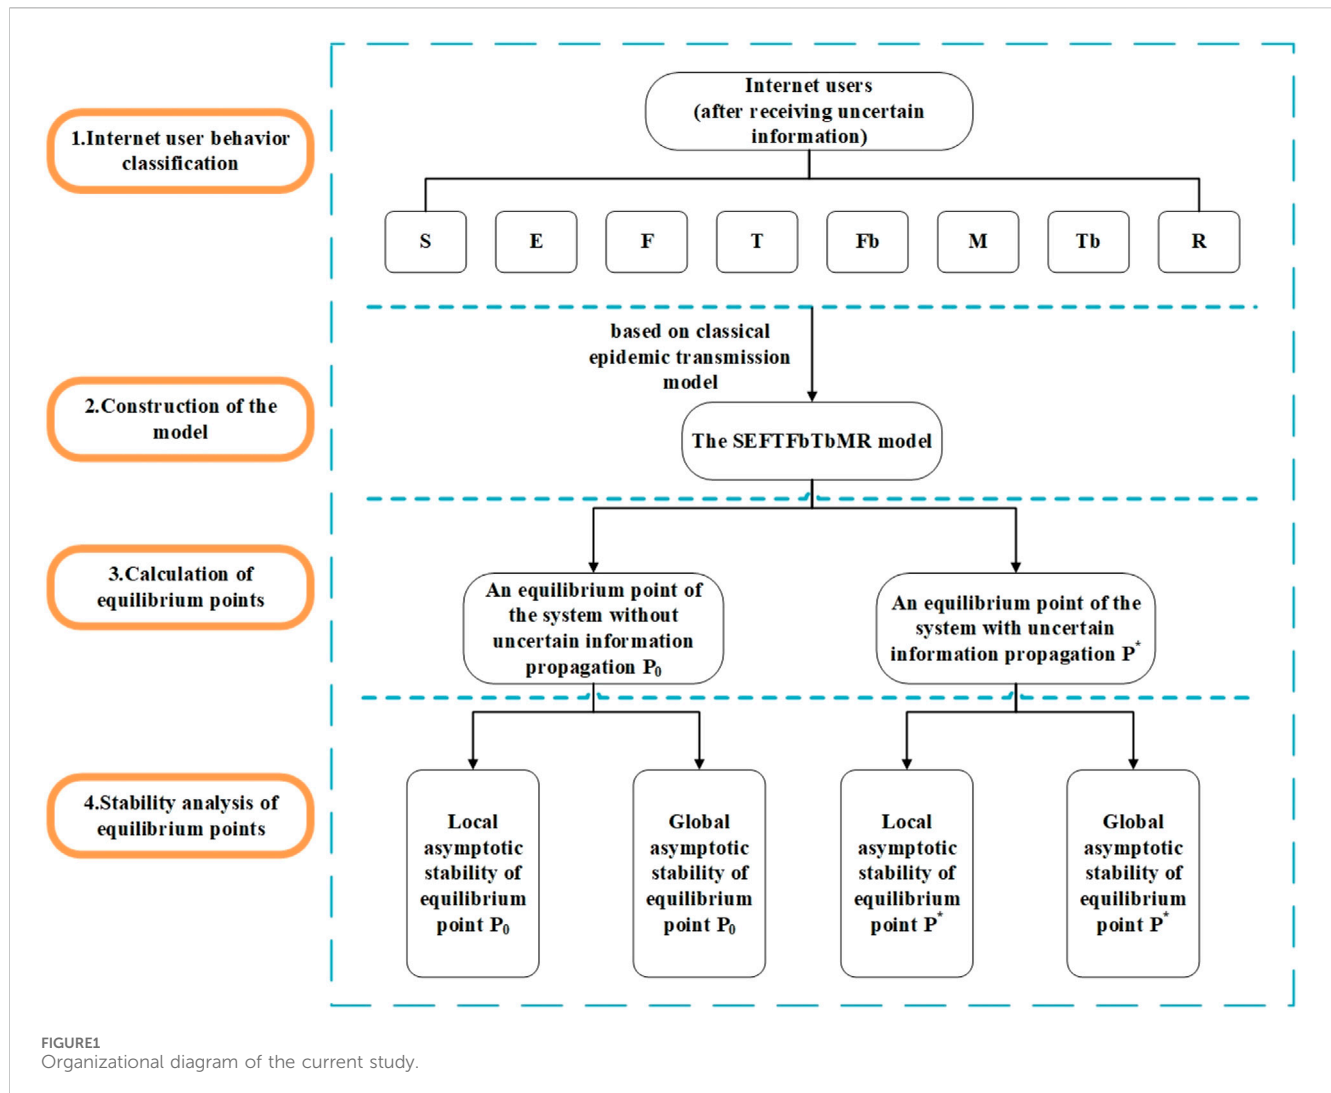 1.Internet user behavior
classification
Internet users
(after receiving uncertain
information)
S
E
F
T
Fb
M
Tb
R
based on classical
epidemic transmission
model
2.Construction of the
model
The SEFTFbTbMR model
3.Calculation of
equilibrium points
An equilibrium point of
the system without
uncertain information
propagation P₀
An equilibrium point of the
system with uncertain
information propagation P*
4.Stability analysis of
equilibrium points
Local
asymptotic
stability of
equilibrium
point P₀
Global
asymptotic
stability of
equilibrium
point P₀
Local
asymptotic
stability of
equilibrium
point P*
Global
asymptotic
stability of
equilibrium
point P*
FIGURE1
Organizational diagram of the current study.